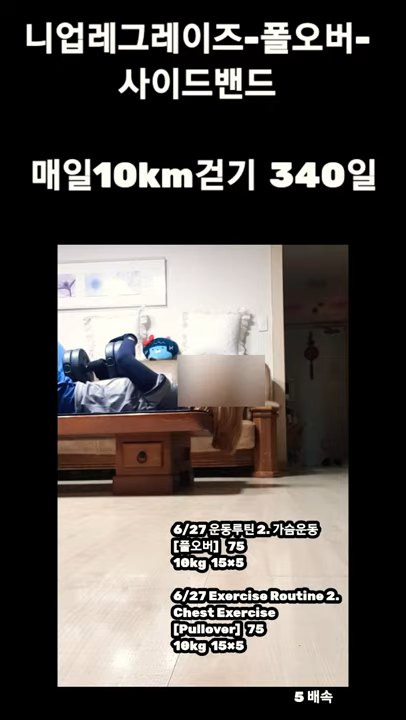 니업레그레이즈-폴오버-
사이드밴드
매일10km걷기 340일
6/27 운동루틴 2. 가슴운동
[풀오버] 75
10kg 15×5
6/27 Exercise Routine 2.
Chest Exercise
[Pullover] 75
10kg 15×5
5 배속